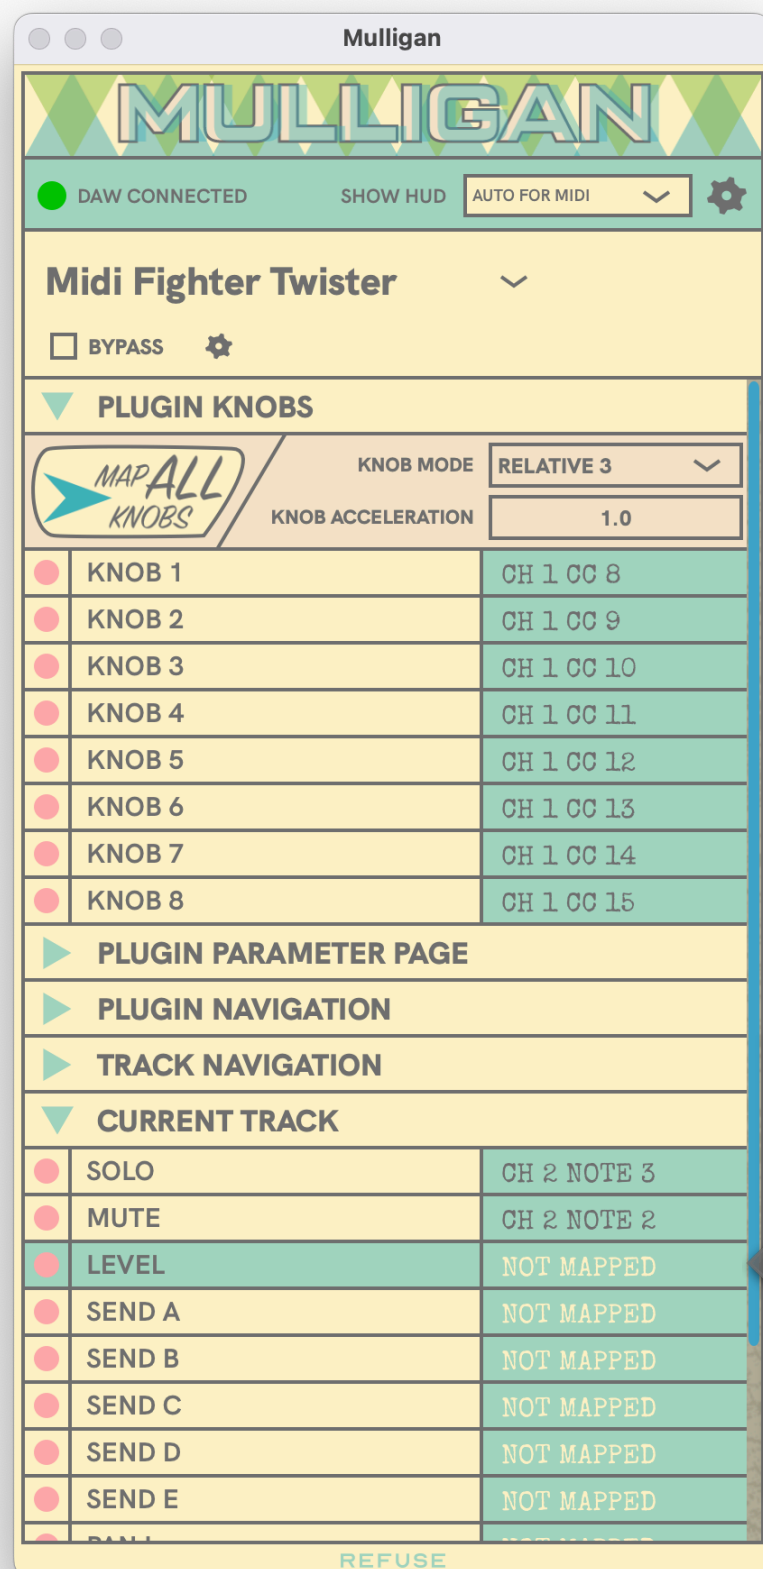 Mulligan
MULLIGAN
DAW CONNECTED SHOW HUD AUTO FOR MIDI
Midi Fighter Twister
BYPASS
PLUGIN KNOBS
MAP ALL KNOBS
KNOB MODE RELATIVE 3
KNOB ACCELERATION 1.0
KNOB 1 CH 1 CC 8
KNOB 2 CH 1 CC 9
KNOB 3 CH 1 CC 10
KNOB 4 CH 1 CC 11
KNOB 5 CH 1 CC 12
KNOB 6 CH 1 CC 13
KNOB 7 CH 1 CC 14
KNOB 8 CH 1 CC 15
PLUGIN PARAMETER PAGE
PLUGIN NAVIGATION
TRACK NAVIGATION
CURRENT TRACK
SOLO CH 2 NOTE 3
MUTE CH 2 NOTE 2
LEVEL NOT MAPPED
SEND A NOT MAPPED
SEND B NOT MAPPED
SEND C NOT MAPPED
SEND D NOT MAPPED
SEND E NOT MAPPED
REFUSE